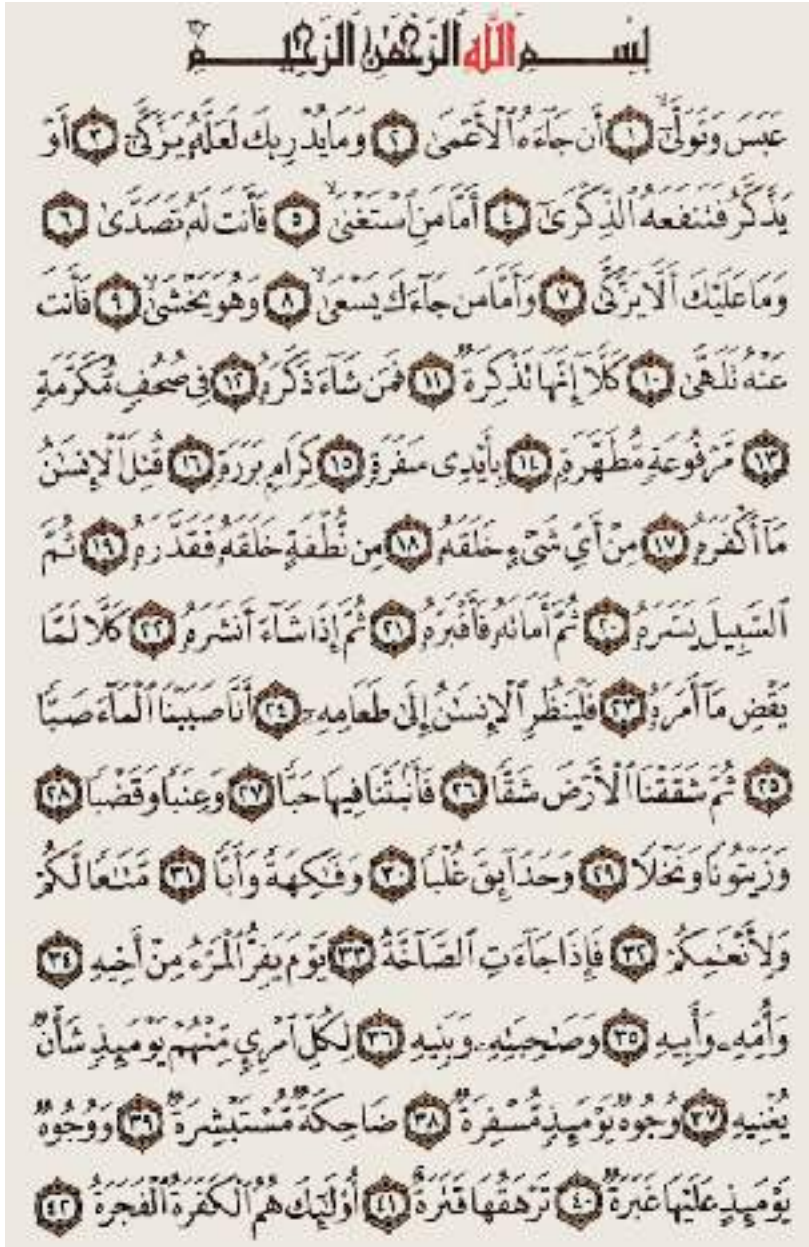 بِسْمِ ٱللَّهِ ٱلرَّحْمَٰنِ ٱلرَّحِيمِ
عَبَسَ وَتَوَلَّىٰٓ ١ أَن جَآءَهُ ٱلْأَعْمَىٰ ٢ وَمَا يُدْرِيكَ لَعَلَّهُۥ يَزَّكَّىٰٓ ٣ أَوْ
يَذَّكَّرُ فَتَنفَعَهُ ٱلذِّكْرَىٰٓ ٤ أَمَّا مَنِ ٱسْتَغْنَىٰ ٥ فَأَنتَ لَهُۥ تَصَدَّىٰ ٦
وَمَا عَلَيْكَ أَلَّا يَزَّكَّىٰ ٧ وَأَمَّا مَن جَآءَكَ يَسْعَىٰ ٨ وَهُوَ يَخْشَىٰ ٩ فَأَنتَ
عَنْهُ تَلَهَّىٰ ١٠ كَلَّآ إِنَّهَا تَذْكِرَةٌ ١١ فَمَن شَآءَ ذَكَرَهُۥ ١٢ فِى صُحُفٍ مُّكَرَّمَةٍ
١٣ مَّرْفُوعَةٍ مُّطَهَّرَةٍۭ ١٤ بِأَيْدِى سَفَرَةٍ ١٥ كِرَامٍۭ بَرَرَةٍ ١٦ قُتِلَ ٱلْإِنسَٰنُ
مَآ أَكْفَرَهُۥ ١٧ مِنْ أَىِّ شَىْءٍ خَلَقَهُۥ ١٨ مِن نُّطْفَةٍ خَلَقَهُۥ فَقَدَّرَهُۥ ١٩ ثُمَّ
ٱلسَّبِيلَ يَسَّرَهُۥ ٢٠ ثُمَّ أَمَاتَهُۥ فَأَقْبَرَهُۥ ٢١ ثُمَّ إِذَا شَآءَ أَنشَرَهُۥ ٢٢ كَلَّا لَمَّا
يَقْضِ مَآ أَمَرَهُۥ ٢٣ فَلْيَنظُرِ ٱلْإِنسَٰنُ إِلَىٰ طَعَامِهِۦٓ ٢٤ أَنَّا صَبَبْنَا ٱلْمَآءَ صَبًّا
٢٥ ثُمَّ شَقَقْنَا ٱلْأَرْضَ شَقًّا ٢٦ فَأَنۢبَتْنَا فِيهَا حَبًّا ٢٧ وَعِنَبًا وَقَضْبًا ٢٨
وَزَيْتُونًا وَنَخْلًا ٢٩ وَحَدَآئِقَ غُلْبًا ٣٠ وَفَٰكِهَةً وَأَبًّا ٣١ مَّتَٰعًا لَّكُمْ
وَلِأَنْعَٰمِكُمْ ٣٢ فَإِذَا جَآءَتِ ٱلصَّآخَّةُ ٣٣ يَوْمَ يَفِرُّ ٱلْمَرْءُ مِنْ أَخِيهِ ٣٤
وَأُمِّهِۦ وَأَبِيهِ ٣٥ وَصَٰحِبَتِهِۦ وَبَنِيهِ ٣٦ لِكُلِّ ٱمْرِئٍ مِّنْهُمْ يَوْمَئِذٍ شَأْنٌ
يُغْنِيهِ ٣٧ وُجُوهٌ يَوْمَئِذٍ مُّسْفِرَةٌ ٣٨ ضَاحِكَةٌ مُّسْتَبْشِرَةٌ ٣٩ وَوُجُوهٌ
يَوْمَئِذٍ عَلَيْهَا غَبَرَةٌ ٤٠ تَرْهَقُهَا قَتَرَةٌ ٤١ أُو۟لَٰٓئِكَ هُمُ ٱلْكَفَرَةُ ٱلْفَجَرَةُ ٤٢